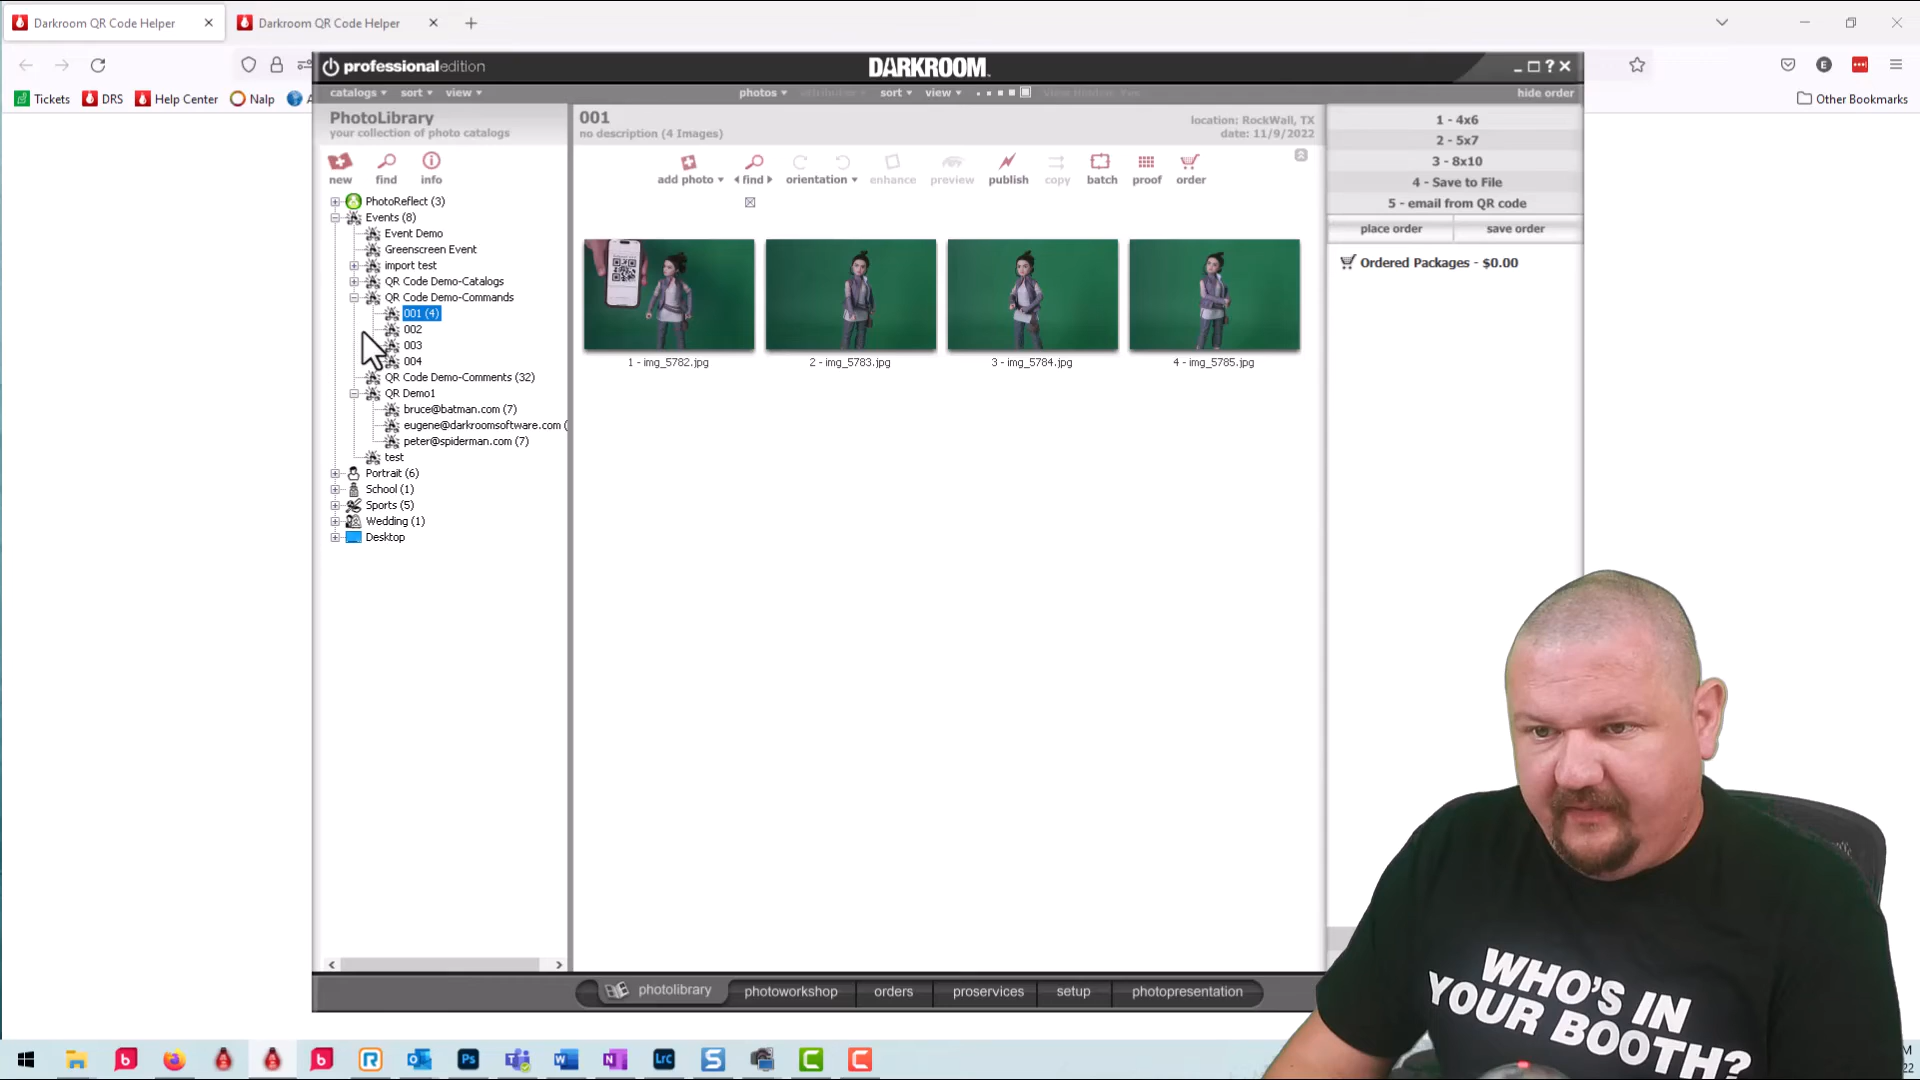 Darkroom QR Code Helper
Darkroom QR Code Helper
Tickets DRS Help Center Nalp
Other Bookmarks
professionaledition
DARKROOM
catalogs sort view
photos attributes sort view
hide order
PhotoLibrary
your collection of photo catalogs
new find info
PhotoReflect (3)
Events (8)
Event Demo
Greenscreen Event
import test
QR Code Demo-Catalogs
QR Code Demo-Commands
001 (4)
002
003
004
QR Code Demo-Comments (32)
QR Demo1
bruce@batman.com (7)
eugene@darkroomsoftware.com (
peter@spiderman.com (7)
test
Portrait (6)
School (1)
Sports (5)
Wedding (1)
Desktop
001
no description (4 Images)
location: RockWall, TX
date: 11/9/2022
add photo find orientation enhance preview publish copy batch proof order
1 - img_5782.jpg
2 - img_5783.jpg
3 - img_5784.jpg
4 - img_5785.jpg
1 - 4x6
2 - 5x7
3 - 8x10
4 - Save to File
5 - email from QR code
place order save order
Ordered Packages - $0.00
photolibrary photoworkshop orders proservices setup photopresentation
WHO'S IN
YOUR BOOTH?
Ps
Lrc